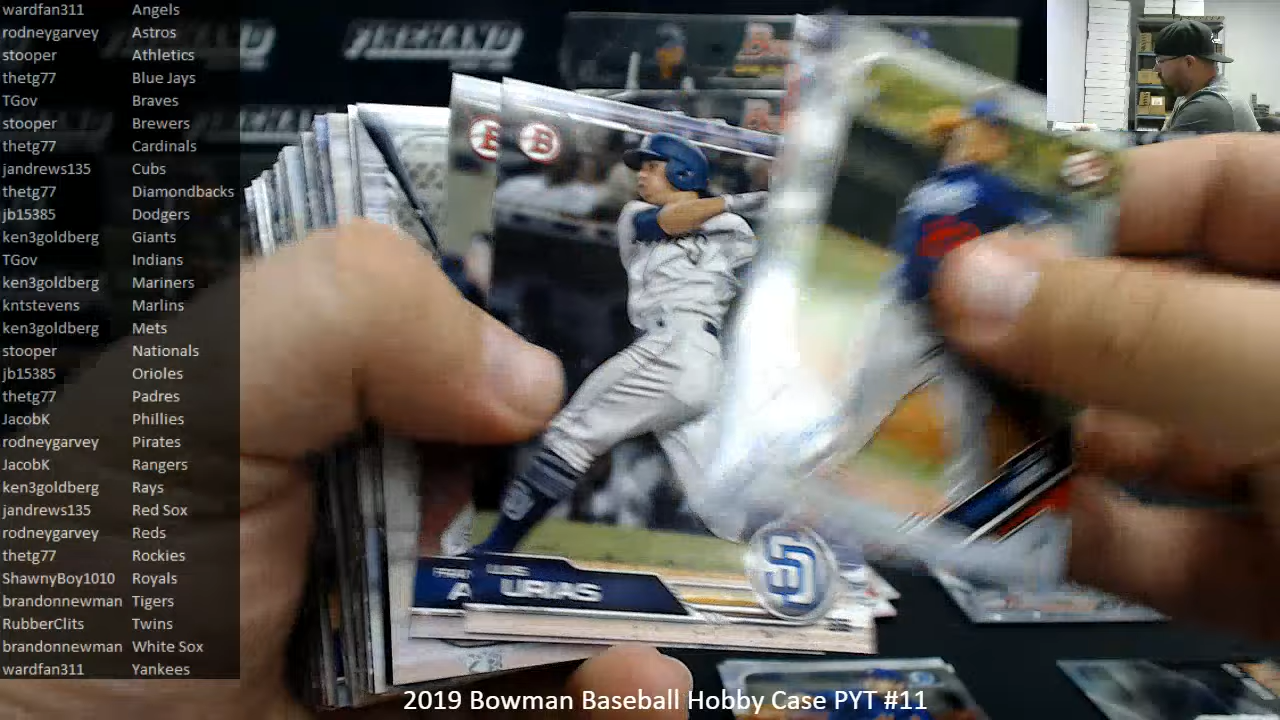 wardfan311 Angels
rodneygarvey Astros
stooper Athletics
thetg77 Blue Jays
TGov Braves
stooper Brewers
thetg77 Cardinals
jandrews135 Cubs
thetg77 Diamondbacks
jb15385 Dodgers
ken3goldberg Giants
TGov Indians
ken3goldberg Mariners
kntstevens Marlins
ken3goldberg Mets
stooper Nationals
jb15385 Orioles
thetg77 Padres
JacobK Phillies
rodneygarvey Pirates
JacobK Rangers
ken3goldberg Rays
jandrews135 Red Sox
rodneygarvey Reds
thetg77 Rockies
ShawnyBoy1010 Royals
brandonnewman Tigers
RubberClits Twins
brandonnewman White Sox
wardfan311 Yankees
FIREHAND
B
B
LUIS
URIAS
SD
2019 Bowman Baseball Hobby Case PYT #11